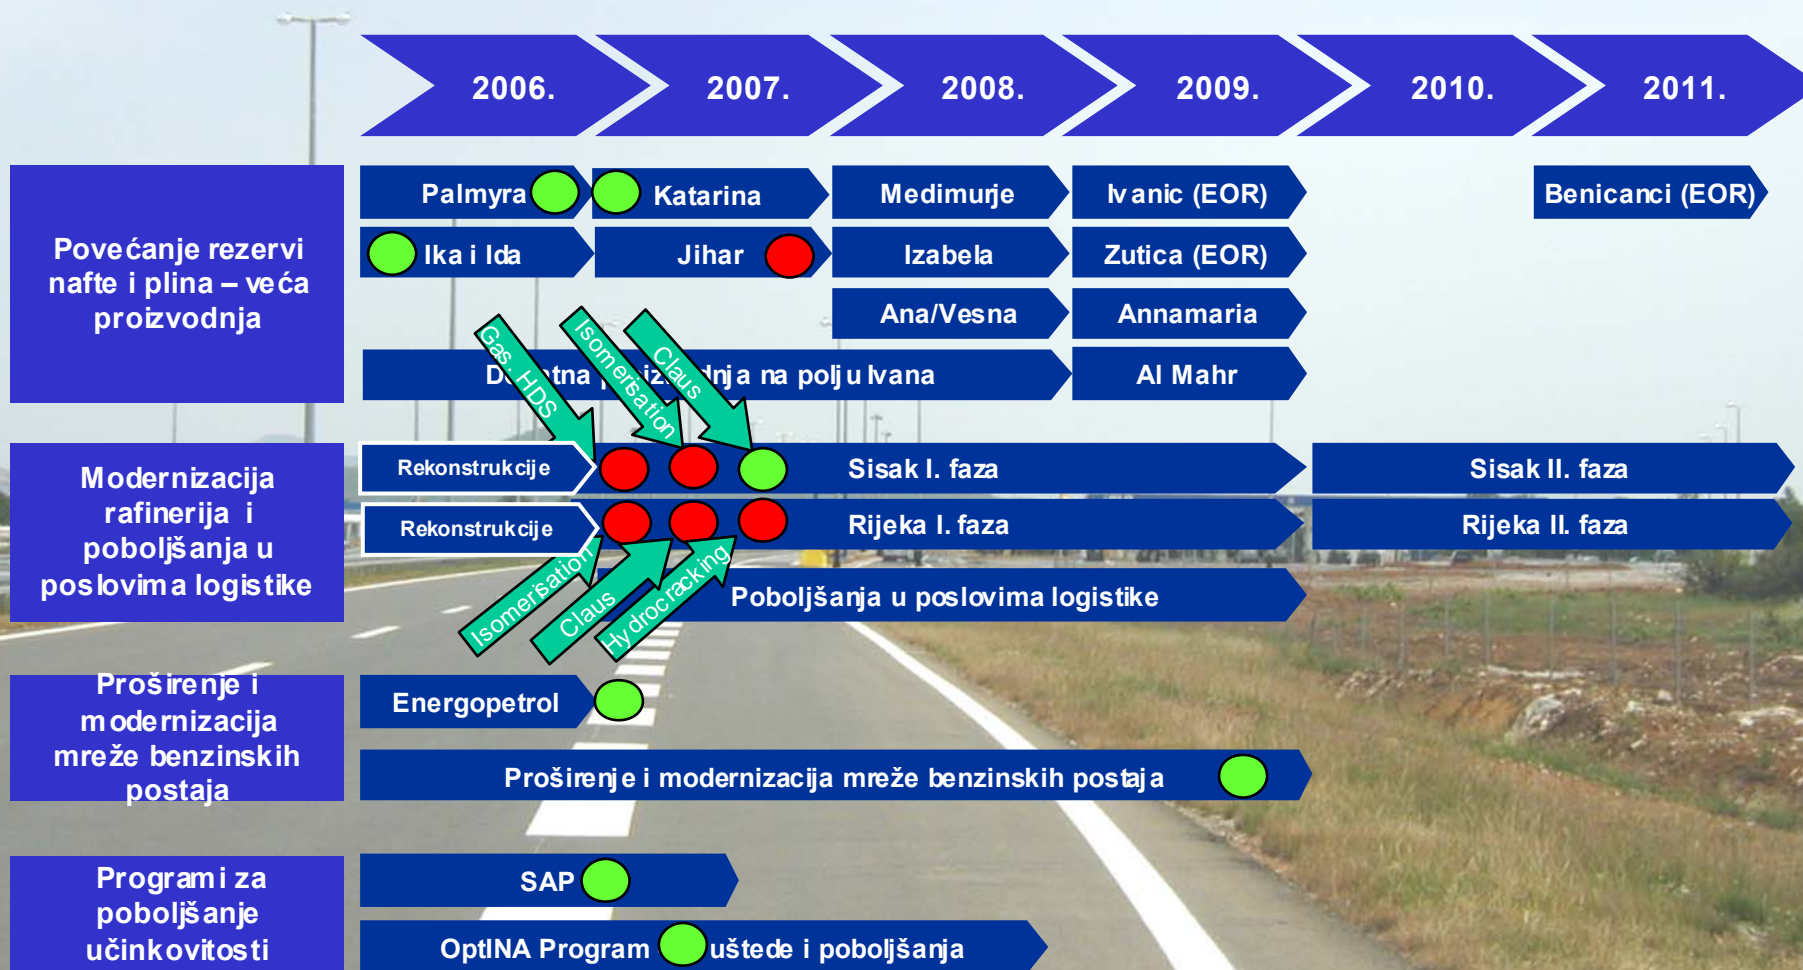 2006.
2007.
2008.
2009.
2010.
2011.
Povećanje rezervi
nafte i plina – veća
proizvodnja
Palmyra
Katarina
Medimurje
Ivanic (EOR)
Benicanci (EOR)
Ika i Ida
Jihar
Izabela
Zutica (EOR)
Ana/Vesna
Annamaria
na polju Ivana
Al Mahr
Gas. HDS
Isomerisation
Claus
Modernizacija
rafinerija i
poboljšanja u
poslovima logistike
Rekonstrukcije
Sisak I. faza
Sisak II. faza
Rekonstrukcije
Rijeka I. faza
Rijeka II. faza
Isomerisation
Claus
Hydrocracking
Poboljšanja u poslovima logistike
Proširenje i
modernizacija
mreže benzinskih
postaja
Energopetrol
Proširenje i modernizacija mreže benzinskih postaja
Programi za
poboljšanje
učinkovitosti
SAP
OptINA Program
uštede i poboljšanja